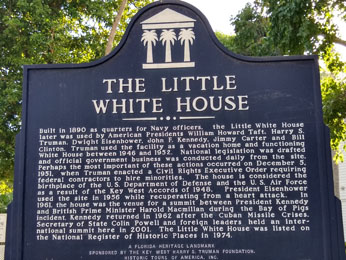 THE LITTLE
WHITE HOUSE
Built in 1890 as quarters for Navy officers, the Little White House
later was used by American Presidents William Howard Taft, Harry S.
Truman, Dwight Eisenhower, John F. Kennedy, Jimmy Carter and Bill
Clinton. Truman used the facility as a vacation home and functioning
White House between 1946 and 1952. National legislation was drafted
and official government business was conducted daily from the site.
Perhaps the most important of these actions occurred on December 5,
1951, when Truman enacted a Civil Rights Executive Order requiring
federal contractors to hire minorities. The house is considered the
birthplace of the U.S. Department of Defense and the U.S. Air Force
as a result of the Key West Accords of 1948. President Eisenhower
used the site in 1956 while recuperating from a heart attack. In
1961, the house was the venue for a summit between President Kennedy
and British Prime Minister Harold Macmillan during the Bay of Pigs
incident. Kennedy returned in 1962 after the Cuban Missile Crises.
Secretary of State Colin Powell and foreign leaders held an inter-
national summit here in 2001. The Little White House was listed on
the National Register of Historic Places in 1974.
A FLORIDA HERITAGE LANDMARK
SPONSORED BY THE KEY WEST HARRY S. TRUMAN FOUNDATION,
HISTORIC TOURS OF AMERICA, INC.